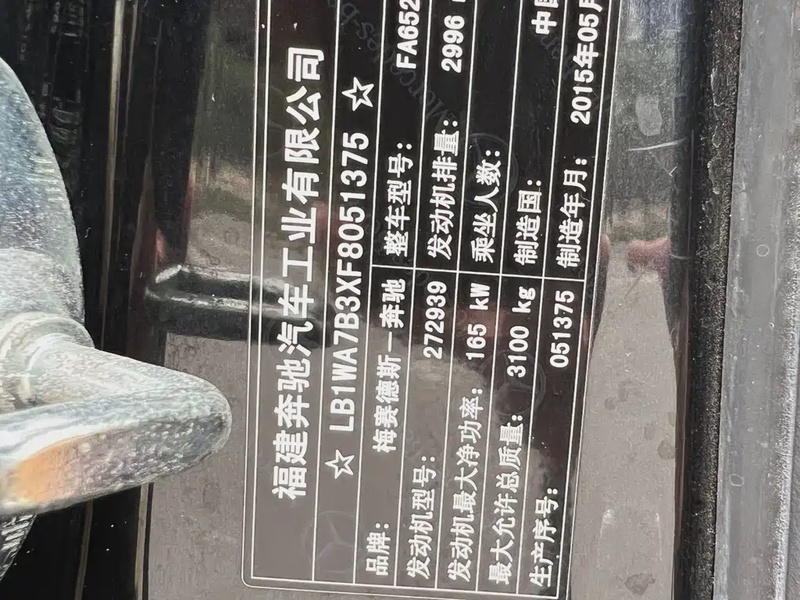 福建奔驰汽车工业有限公司
☆ LB1WA7B3XF8051375 ☆
品牌: 梅赛德斯—奔驰 整车型号: FA652
发动机型号: 272939 发动机排量: 2996
发动机最大净功率: 165 kW 乘坐人数:
最大允许总质量: 3100 kg 制造国: 中国
生产序号: 051375 制造年月: 2015年05月